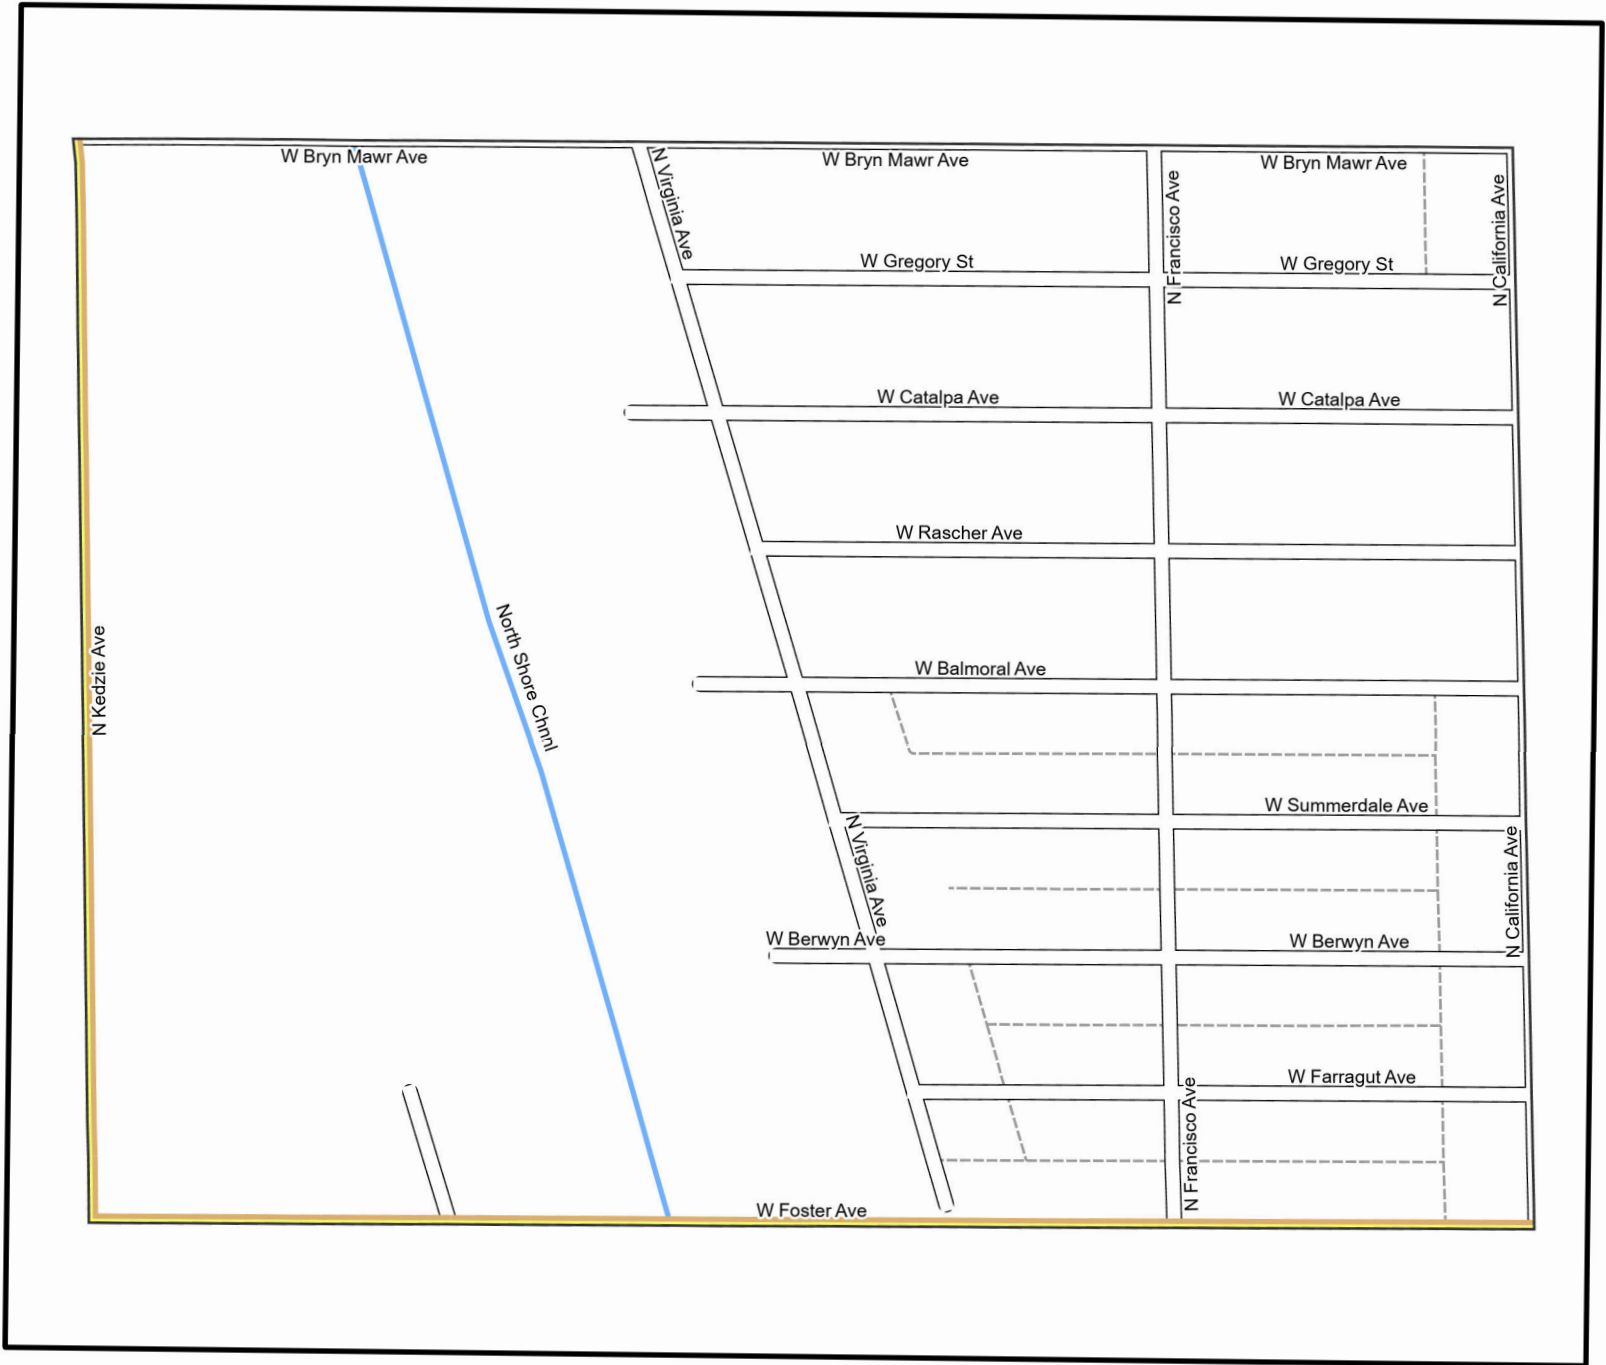 W Bryn Mawr Ave
W Bryn Mawr Ave
W Bryn Mawr Ave
N Virginia Ave
N Francisco Ave
N California Ave
W Gregory St
W Gregory St
W Catalpa Ave
W Catalpa Ave
W Rascher Ave
N Kedzie Ave
North Shore Chnnl
W Balmoral Ave
W Summerdale Ave
N Virginia Ave
N California Ave
W Berwyn Ave
W Berwyn Ave
W Farragut Ave
N Francisco Ave
W Foster Ave